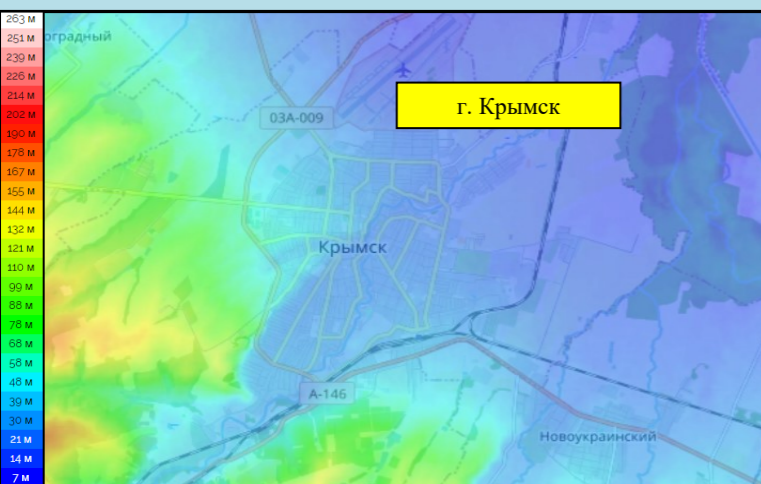 263 м
251 м
239 м
226 м
214 м
202 м
190 м
178 м
167 м
155 м
144 м
132 м
121 м
110 м
99 м
88 м
78 м
68 м
58 м
48 м
39 м
30 м
21 м
14 м
7 м
оградный
г. Крымск
03А-009
Крымск
А-146
Новоукраинский